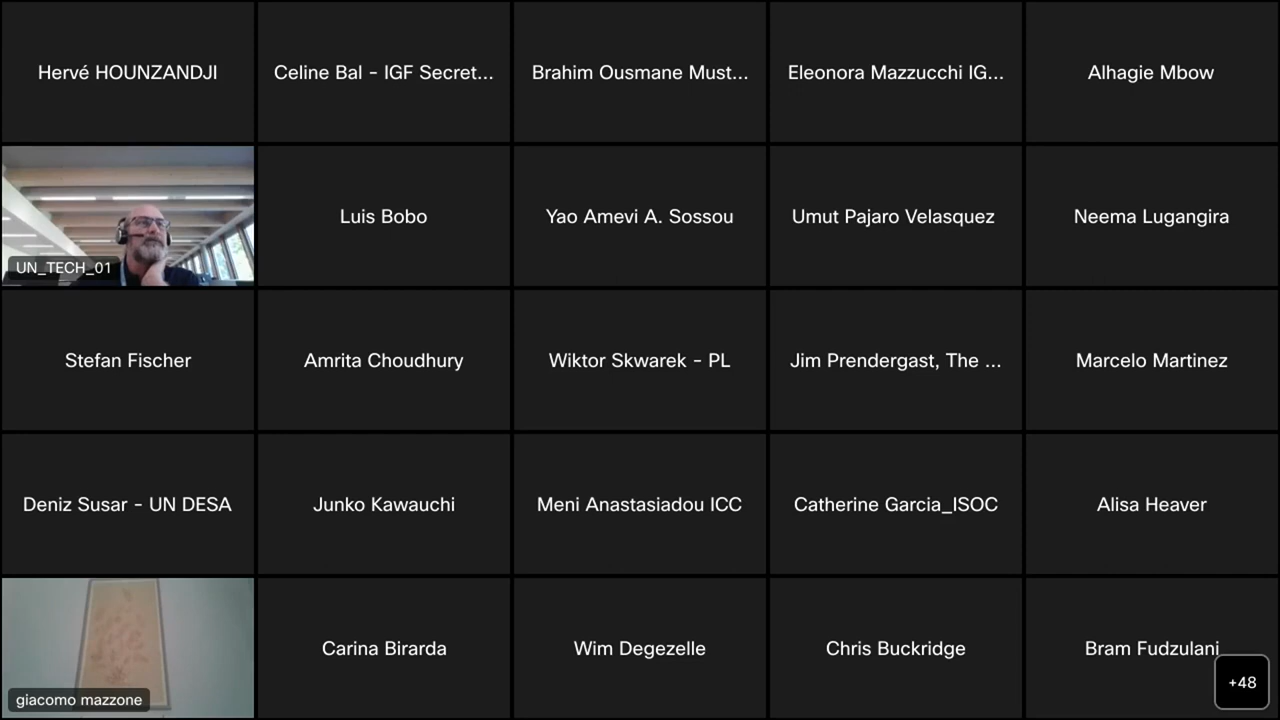 Hervé HOUNZANDJI
Celine Bal - IGF Secret...
Brahim Ousmane Must...
Eleonora Mazzucchi IG...
Alhagie Mbow
UN_TECH_01
Luis Bobo
Yao Amevi A. Sossou
Umut Pajaro Velasquez
Neema Lugangira
Stefan Fischer
Amrita Choudhury
Wiktor Skwarek - PL
Jim Prendergast, The ...
Marcelo Martinez
Deniz Susar - UN DESA
Junko Kawauchi
Meni Anastasiadou ICC
Catherine Garcia_ISOC
Alisa Heaver
giacomo mazzone
Carina Birarda
Wim Degezelle
Chris Buckridge
Bram Fudzulani
+48